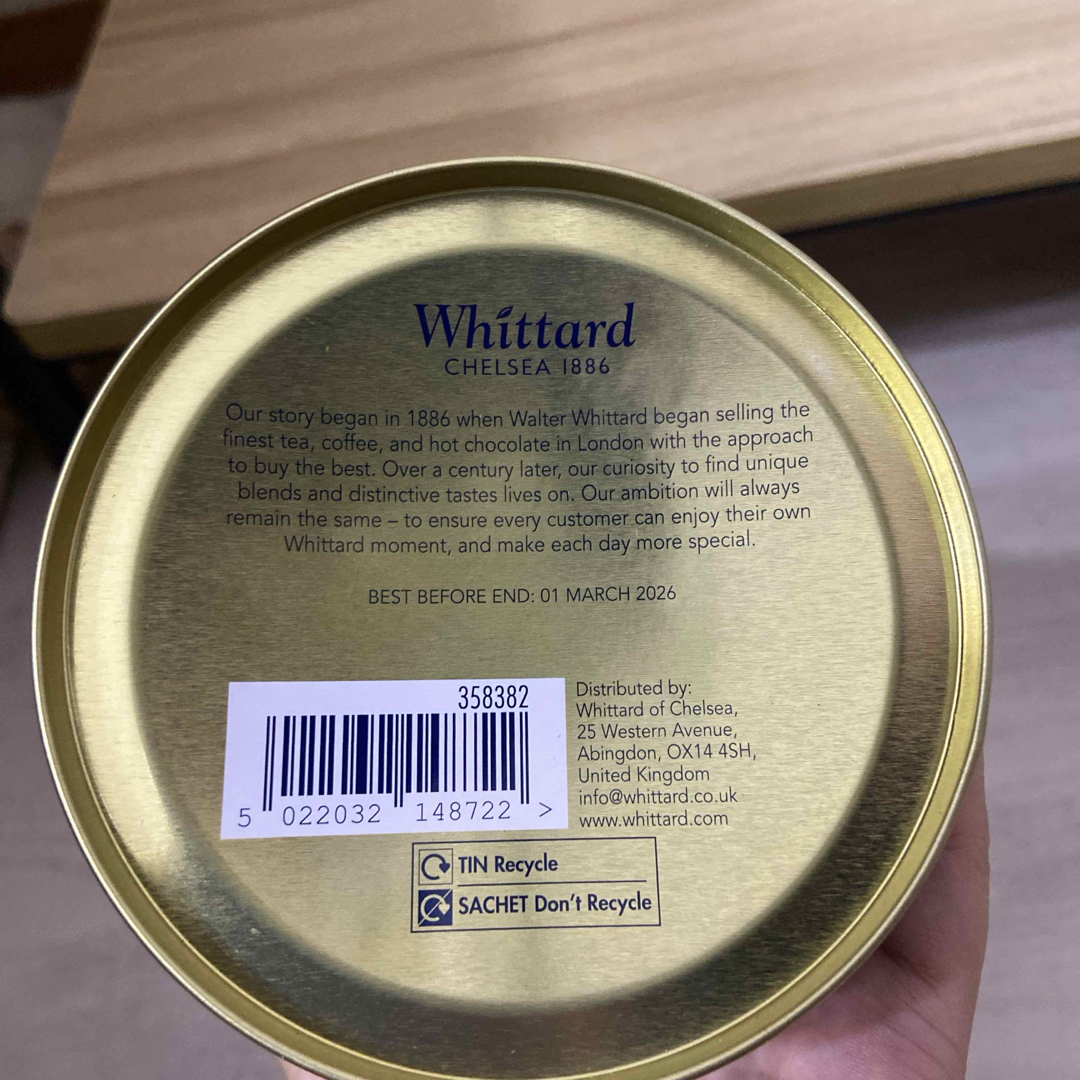 Whittard
CHELSEA 1886
Our story began in 1886 when Walter Whittard began selling the
finest tea, coffee, and hot chocolate in London with the approach
to buy the best. Over a century later, our curiosity to find unique
blends and distinctive tastes lives on. Our ambition will always
remain the same – to ensure every customer can enjoy their own
Whittard moment, and make each day more special.
BEST BEFORE END: 01 MARCH 2026
358382
5 022032 148722 >
Distributed by:
Whittard of Chelsea,
25 Western Avenue,
Abingdon, OX14 4SH,
United Kingdom
info@whittard.co.uk
www.whittard.com
TIN Recycle
SACHET Don't Recycle